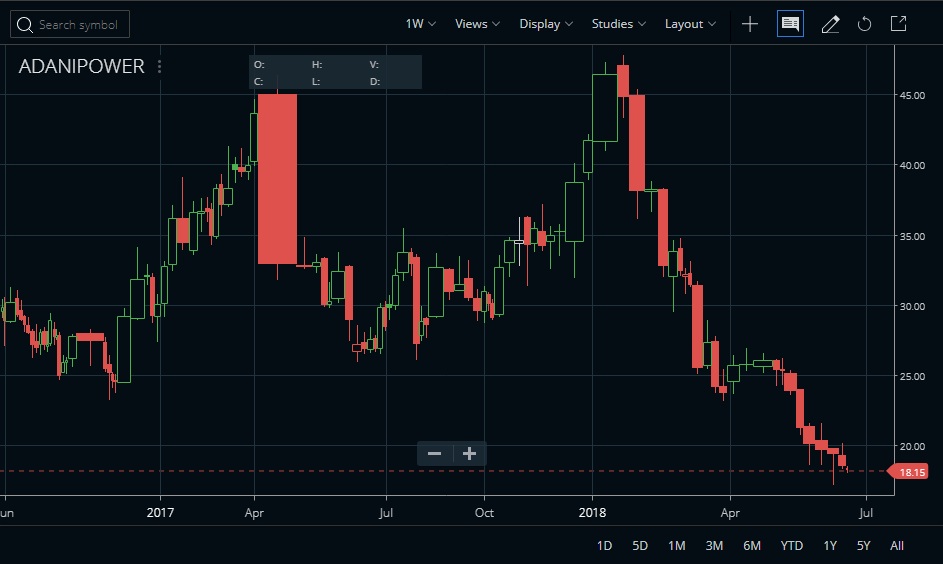 Search symbol 1W Views Display Studies Layout
ADANIPOWER
O: H: V:
C: L: D:
45.00
40.00
35.00
30.00
25.00
20.00
18.15
un 2017 Apr Jul Oct 2018 Apr Jul
1D 5D 1M 3M 6M YTD 1Y 5Y All